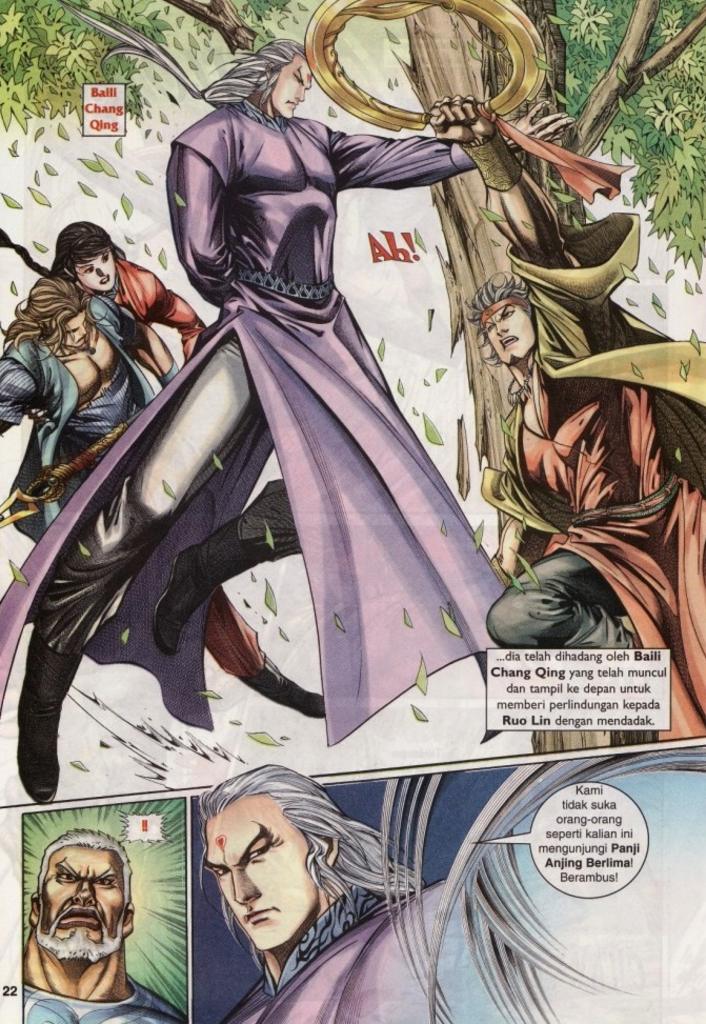 Baili
Chang
Qing
Ah!
...dia telah dihadang oleh Baili
Chang Qing yang telah muncul
dan tampil ke depan untuk
memberi perlindungan kepada
Ruo Lin dengan mendadak.
!!
Kami
tidak suka
orang-orang
seperti kalian ini
mengunjungi Panji
Anjing Berlima!
Berambus!
22